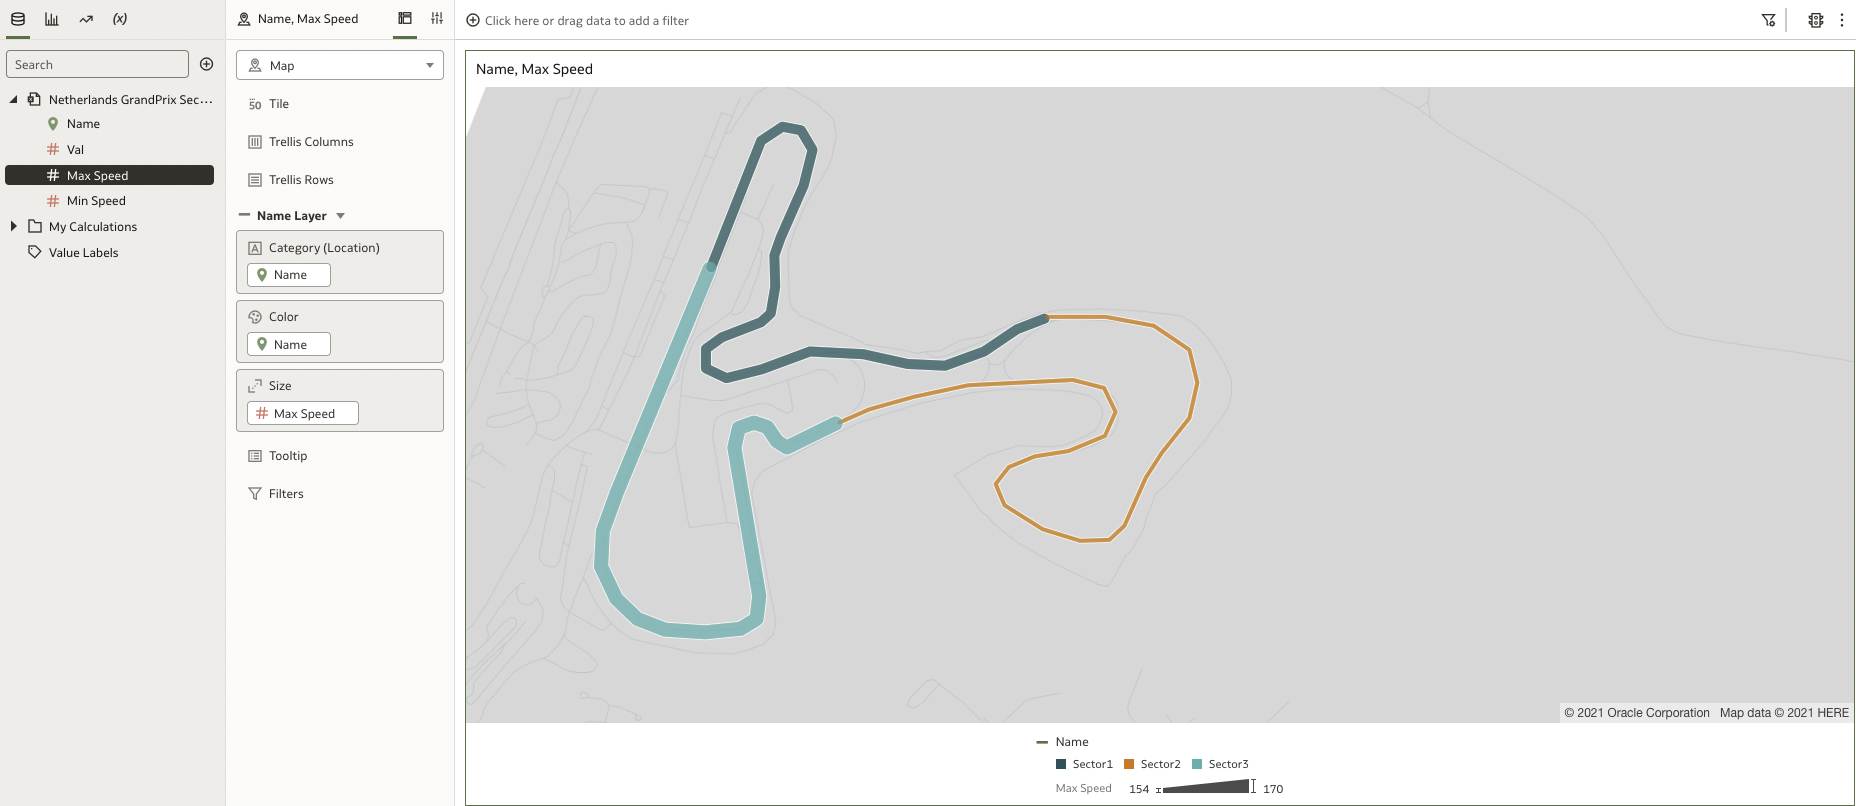 (x)
Name, Max Speed
Click here or drag data to add a filter
Search
Netherlands GrandPrix Sec...
Name
# Val
# Max Speed
# Min Speed
My Calculations
Value Labels
Map
50 Tile
Trellis Columns
Trellis Rows
Name Layer
A Category (Location)
Name
Color
Name
Size
# Max Speed
Tooltip
Filters
Name, Max Speed
© 2021 Oracle Corporation Map data © 2021 HERE
Name
Sector1 Sector2 Sector3
Max Speed 154 170